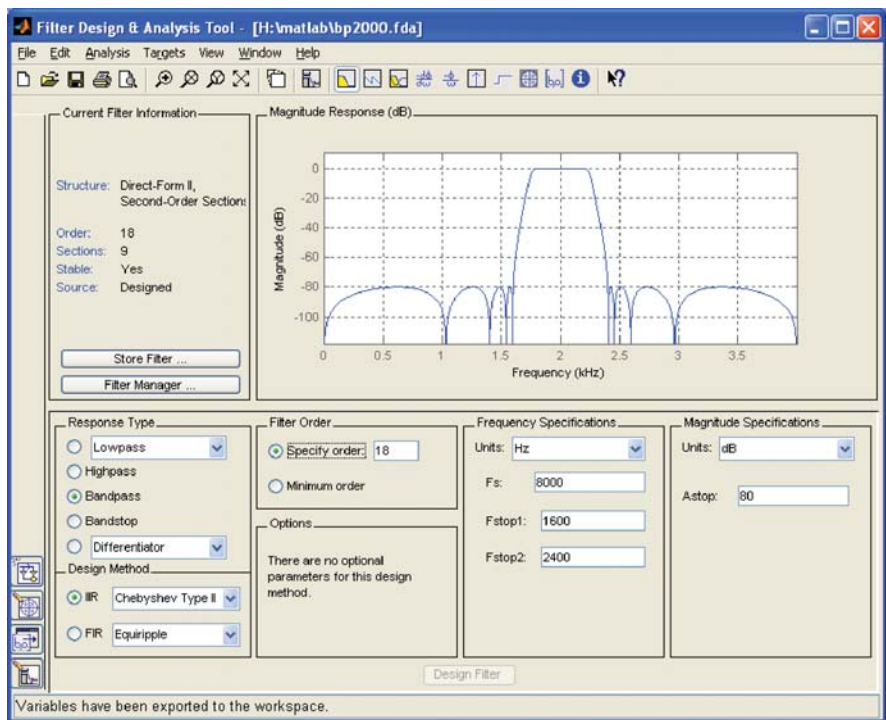 Filter Design & Analysis Tool - [H:\matlab\bp2000.fda]
File Edit Analysis Targets View Window Help
Current Filter Information
Structure: Direct-Form II,
Second-Order Sections
Order: 18
Sections: 9
Stable: Yes
Source: Designed
Store Filter ...
Filter Manager ...
Magnitude Response (dB)
0
-20
-40
-60
-80
-100
Magnitude (dB)
0 0.5 1 1.5 2 2.5 3 3.5
Frequency (kHz)
Response Type
Lowpass
Highpass
Bandpass
Bandstop
Differentiator
Design Method
IIR Chebyshev Type II
FIR Equiripple
Filter Order
Specify order: 18
Minimum order
Options
There are no optional
parameters for this design
method.
Frequency Specifications
Units: Hz
Fs: 8000
Fstop1: 1600
Fstop2: 2400
Magnitude Specifications
Units: dB
Astop: 80
Design Filter
Variables have been exported to the workspace.